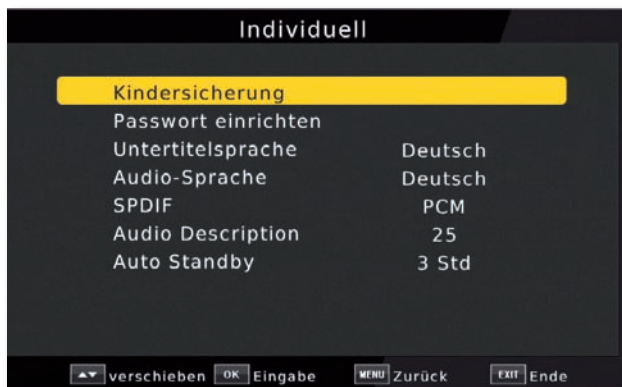 Individuell
Kindersicherung
Passwort einrichten
Untertitelsprache Deutsch
Audio-Sprache Deutsch
SPDIF PCM
Audio Description 25
Auto Standby 3 Std
▲▼ verschieben OK Eingabe MENU Zurück EXIT Ende